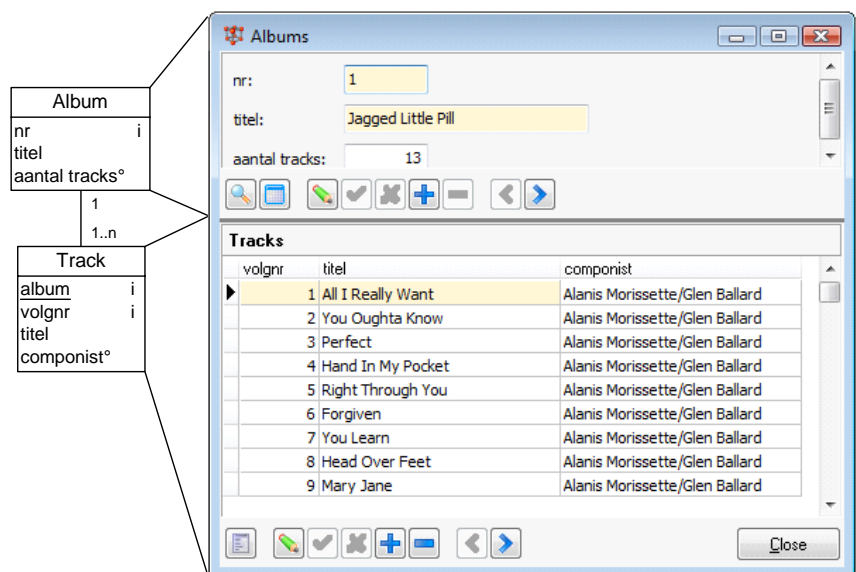 Album
nr i
titel
aantal tracks°
1
1..n
Track
album i
volgnr i
titel
componist°
Albums
nr: 1
titel: Jagged Little Pill
aantal tracks: 13
Tracks
volgnr titel componist
1 All I Really Want Alanis Morissette/Glen Ballard
2 You Oughta Know Alanis Morissette/Glen Ballard
3 Perfect Alanis Morissette/Glen Ballard
4 Hand In My Pocket Alanis Morissette/Glen Ballard
5 Right Through You Alanis Morissette/Glen Ballard
6 Forgiven Alanis Morissette/Glen Ballard
7 You Learn Alanis Morissette/Glen Ballard
8 Head Over Feet Alanis Morissette/Glen Ballard
9 Mary Jane Alanis Morissette/Glen Ballard
Close